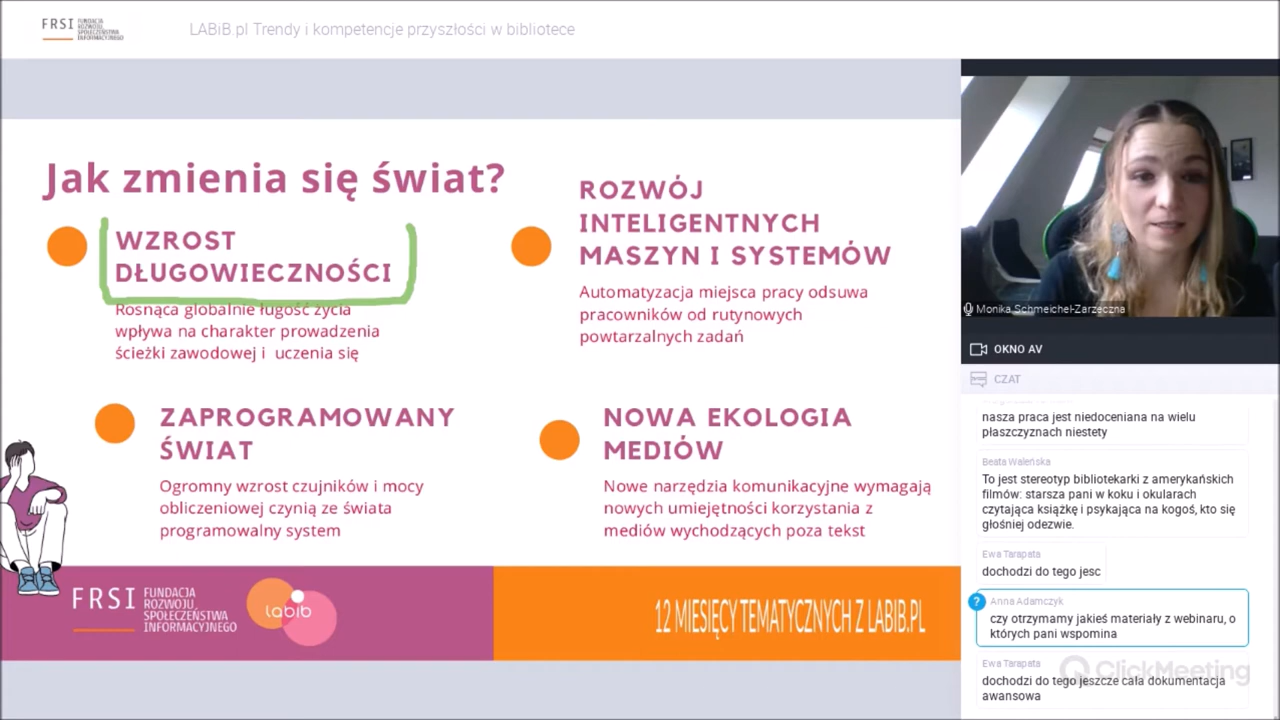 FRSI
FUNDACJA
ROZWOJU
SPOŁECZEŃSTWA
INFORMACYJNEGO
LABiB.pl Trendy i kompetencje przyszłości w bibliotece
Jak zmienia się świat?
WZROST
DŁUGOWIECZNOŚCI
Rosnąca globalnie ługość życia
wpływa na charakter prowadzenia
ścieżki zawodowej i uczenia się
ROZWÓJ
INTELIGENTNYCH
MASZYN I SYSTEMÓW
Automatyzacja miejsca pracy odsuwa
pracowników od rutynowych
powtarzalnych zadań
ZAPROGRAMOWANY
ŚWIAT
Ogromny wzrost czujników i mocy
obliczeniowej czynią ze świata
programowalny system
NOWA EKOLOGIA
MEDIÓW
Nowe narzędzia komunikacyjne wymagają
nowych umiejętności korzystania z
mediów wychodzących poza tekst
FRSI
FUNDACJA
ROZWOJU
SPOŁECZEŃSTWA
INFORMACYJNEGO
labib
12 MIESIĘCY TEMATYCZNYCH Z LABIB.PL
Monika Schmeichel-Zarzeczna
OKNO AV
CZAT
nasza praca jest niedoceniana na wielu
płaszczyznach niestety
Beata Waleńska
To jest stereotyp bibliotekarki z amerykańskich
filmów: starsza pani w koku i okularach
czytająca książkę i psykająca na kogoś, kto się
głośniej odezwie.
Ewa Tarapata
dochodzi do tego jesc
?
Anna Adamczyk
czy otrzymamy jakieś materiały z webinaru, o
których pani wspomina
Ewa Tarapata
dochodzi do tego jeszcze cała dokumentacja
awansowa
ClickMeeting